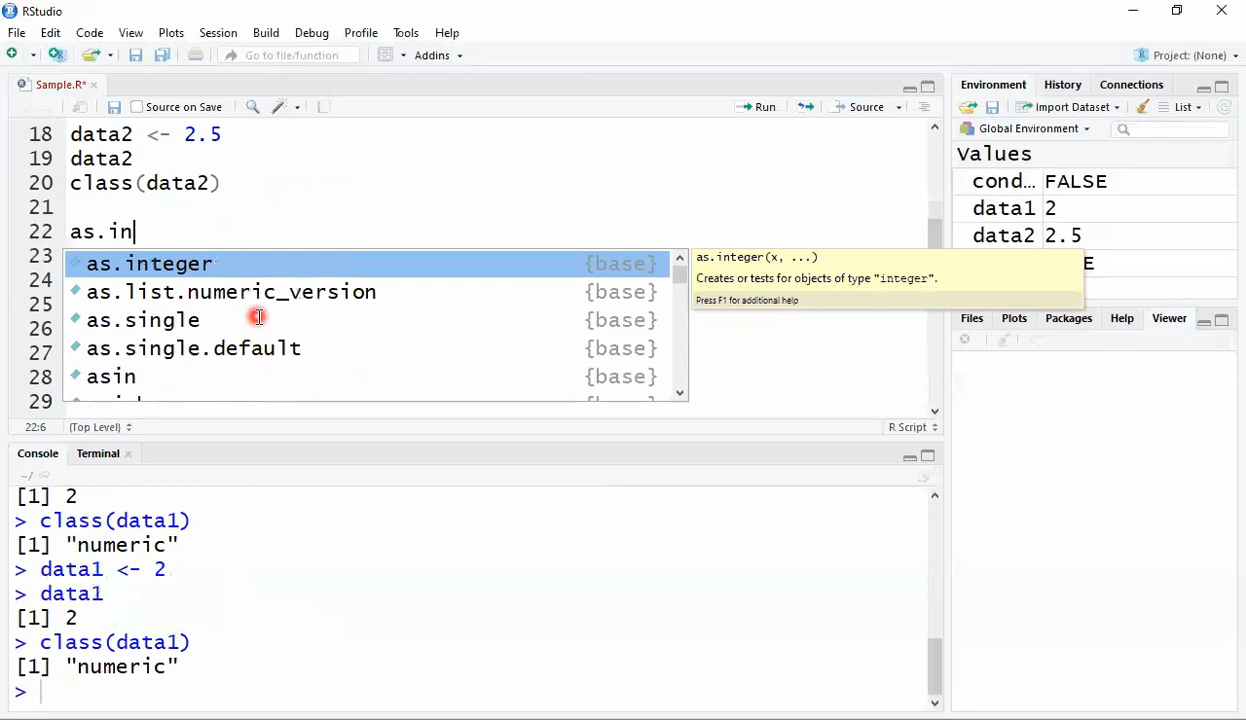 RStudio
File Edit Code View Plots Session Build Debug Profile Tools Help
Go to file/function Addins Project: (None)
Sample.R*
Source on Save Run Source
18 data2 <- 2.5
19 data2
20 class(data2)
21
22 as.in
23
24
25
26
27
28
29
as.integer {base}
as.list.numeric_version {base}
as.single {base}
as.single.default {base}
asin {base}
as.integer(x, ...)
Creates or tests for objects of type "integer".
Press F1 for additional help
22:6 (Top Level) R Script
Console Terminal
~/
[1] 2
> class(data1)
[1] "numeric"
> data1 <- 2
> data1
[1] 2
> class(data1)
[1] "numeric"
>
Environment History Connections
Import Dataset List
Global Environment
Values
cond... FALSE
data1 2
data2 2.5
Files Plots Packages Help Viewer